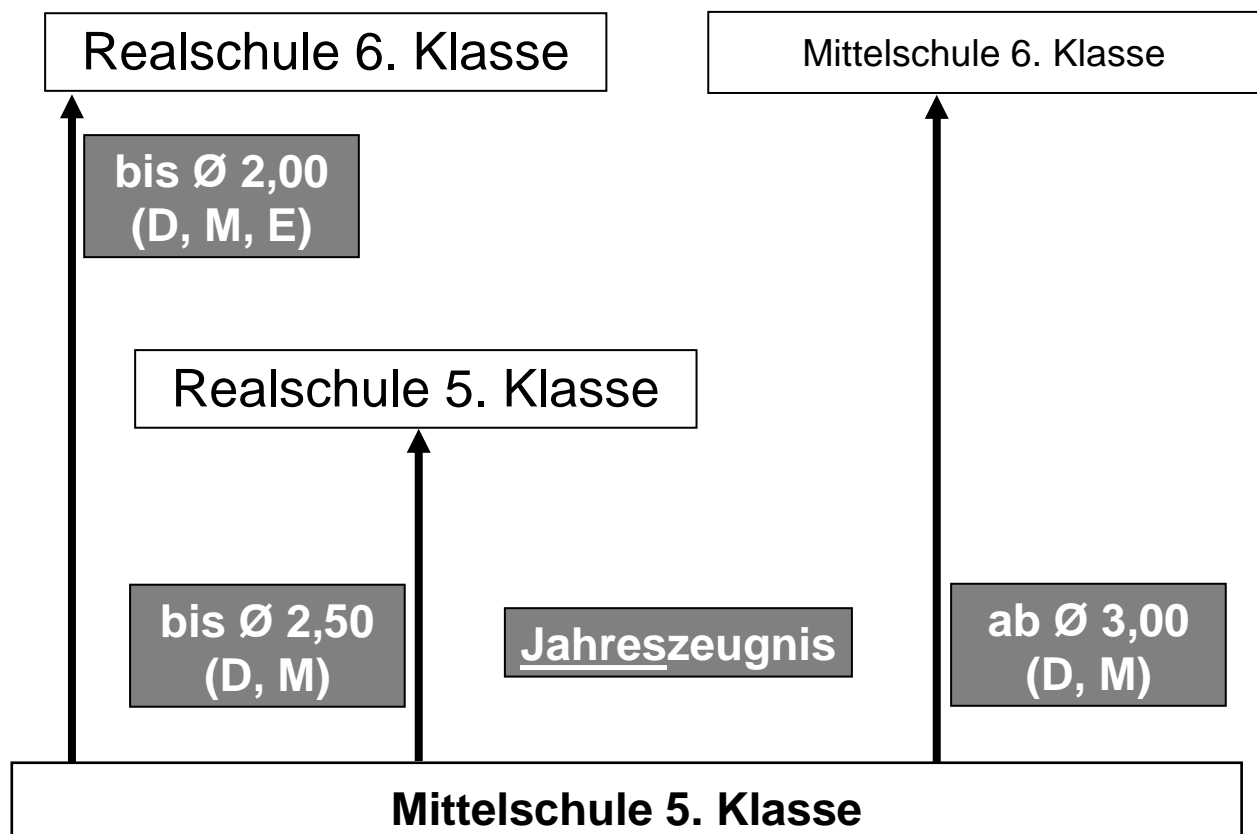 Realschule 6. Klasse
Mittelschule 6. Klasse
bis Ø 2,00
(D, M, E)
Realschule 5. Klasse
bis Ø 2,50
(D, M)
Jahreszeugnis
ab Ø 3,00
(D, M)
Mittelschule 5. Klasse